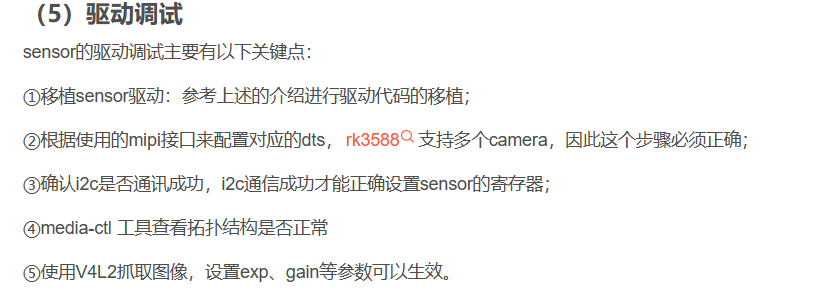 （5）驱动调试
sensor的驱动调试主要有以下关键点：
①移植sensor驱动：参考上述的介绍进行驱动代码的移植；
②根据使用的mipi接口来配置对应的dts，rk3588支持多个camera，因此这个步骤必须正确；
③确认i2c是否通讯成功，i2c通信成功才能正确设置sensor的寄存器；
④media-ctl 工具查看拓扑结构是否正常
⑤使用V4L2抓取图像，设置exp、gain等参数可以生效。